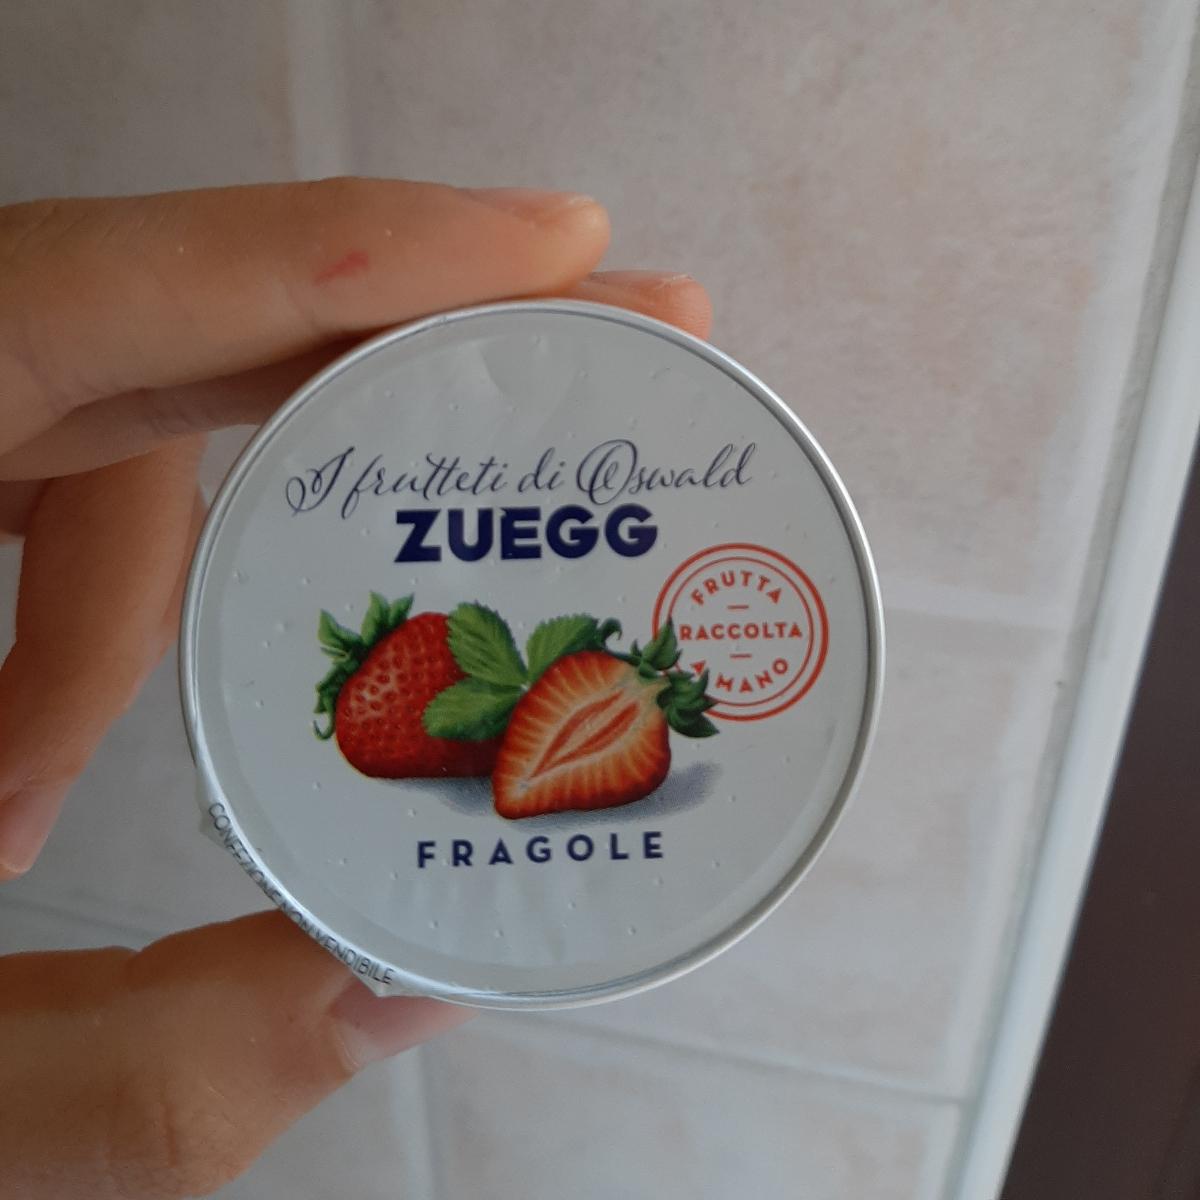 I frutteti di Oswald
ZUEGG
FRUTTA
RACCOLTA
A MANO
FRAGOLE
CONFEZIONE NON VENDIBILE